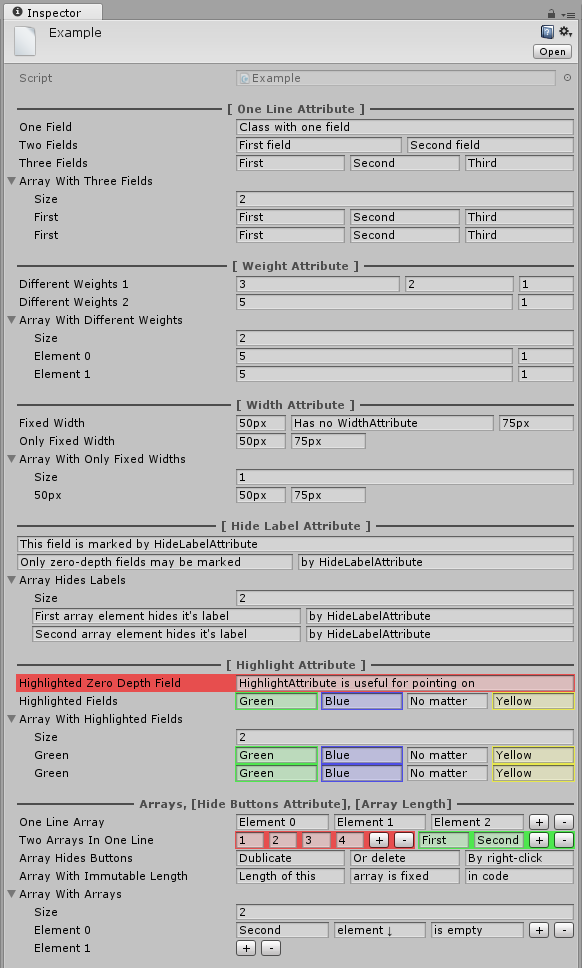 Inspector
Example
Open
Script Example
[ One Line Attribute ]
One Field Class with one field
Two Fields First field Second field
Three Fields First Second Third
Array With Three Fields
Size 2
First First Second Third
First First Second Third
[ Weight Attribute ]
Different Weights 1 3 2 1
Different Weights 2 5 1
Array With Different Weights
Size 2
Element 0 5 1
Element 1 5 1
[ Width Attribute ]
Fixed Width 50px Has no WidthAttribute 75px
Only Fixed Width 50px 75px
Array With Only Fixed Widths
Size 1
50px 50px 75px
[ Hide Label Attribute ]
This field is marked by HideLabelAttribute
Only zero-depth fields may be marked by HideLabelAttribute
Array Hides Labels
Size 2
First array element hides it's label by HideLabelAttribute
Second array element hides it's label by HideLabelAttribute
[ Highlight Attribute ]
Highlighted Zero Depth Field HighlightAttribute is useful for pointing on
Highlighted Fields Green Blue No matter Yellow
Array With Highlighted Fields
Size 2
Green Green Blue No matter Yellow
Green Green Blue No matter Yellow
Arrays, [Hide Buttons Attribute], [Array Length]
One Line Array Element 0 Element 1 Element 2 + -
Two Arrays In One Line 1 2 3 4 + - First Second + -
Array Hides Buttons Dublicate Or delete By right-click
Array With Immutable Length Length of this array is fixed in code
Array With Arrays
Size 2
Element 0 Second element ↓ is empty + -
Element 1 + -